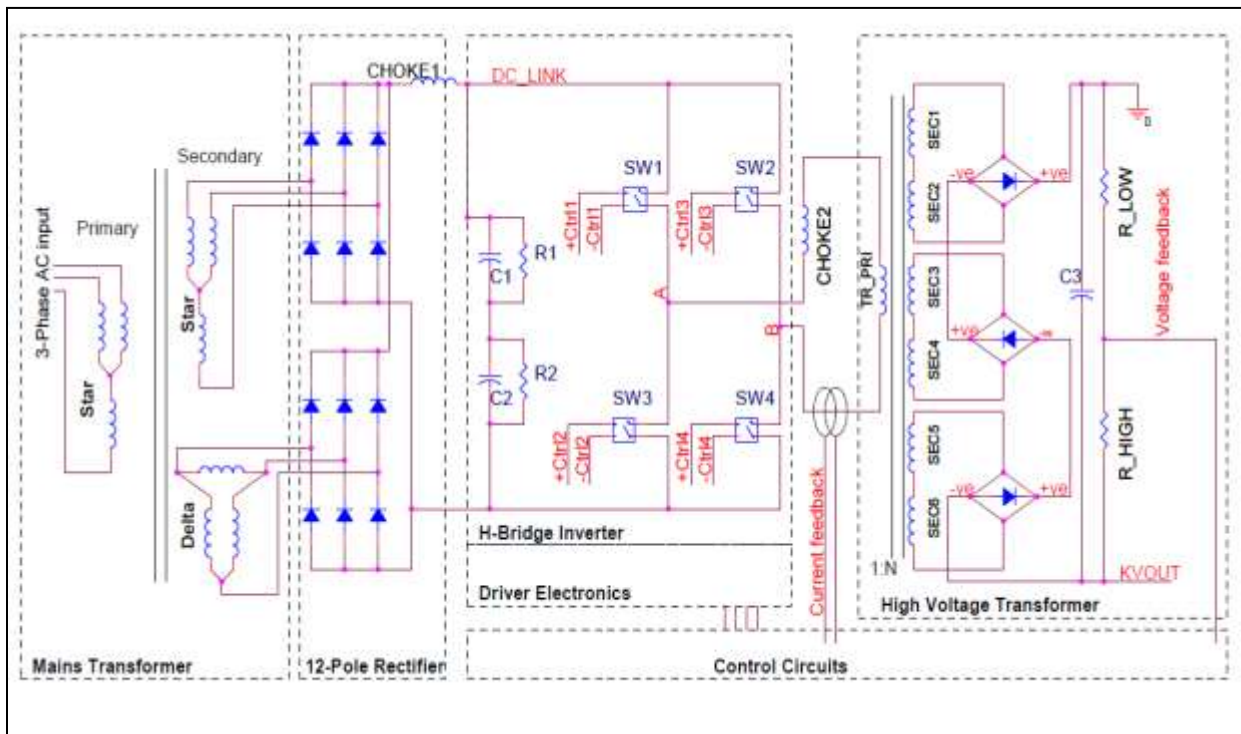 3-Phase AC input
Primary
Star
Secondary
Star
Delta
Mains Transformer
CHOKE1
12-Pole Rectifier
DC_LINK
C1
R1
C2
R2
SW1
+Ctrl1
-Ctrl1
SW2
+Ctrl3
-Ctrl3
A
B
SW3
+Ctrl2
-Ctrl2
SW4
+Ctrl4
-Ctrl4
H-Bridge Inverter
Driver Electronics
CHOKE2
TR_PRI
Current feedback
SEC1
SEC2
SEC3
SEC4
SEC5
SEC6
1:N
-ve
+ve
+ve
-ve
+ve
C3
R_LOW
R_HIGH
0
Voltage feedback
KVOUT
High Voltage Transformer
Control Circuits